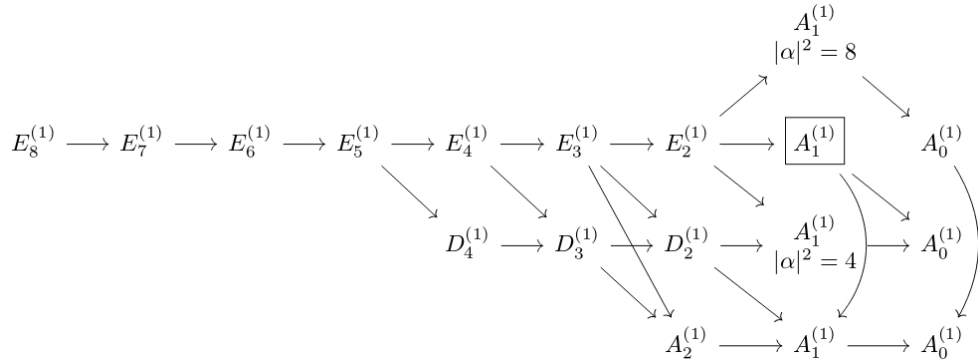 A_1^{(1)}
|α|^2 = 8
E_8^{(1)} → E_7^{(1)} → E_6^{(1)} → E_5^{(1)} → E_4^{(1)} → E_3^{(1)} → E_2^{(1)} → A_1^{(1)} A_0^{(1)}
D_4^{(1)} → D_3^{(1)} → D_2^{(1)} → A_1^{(1)} → A_0^{(1)}
|α|^2 = 4
A_2^{(1)} → A_1^{(1)} → A_0^{(1)}